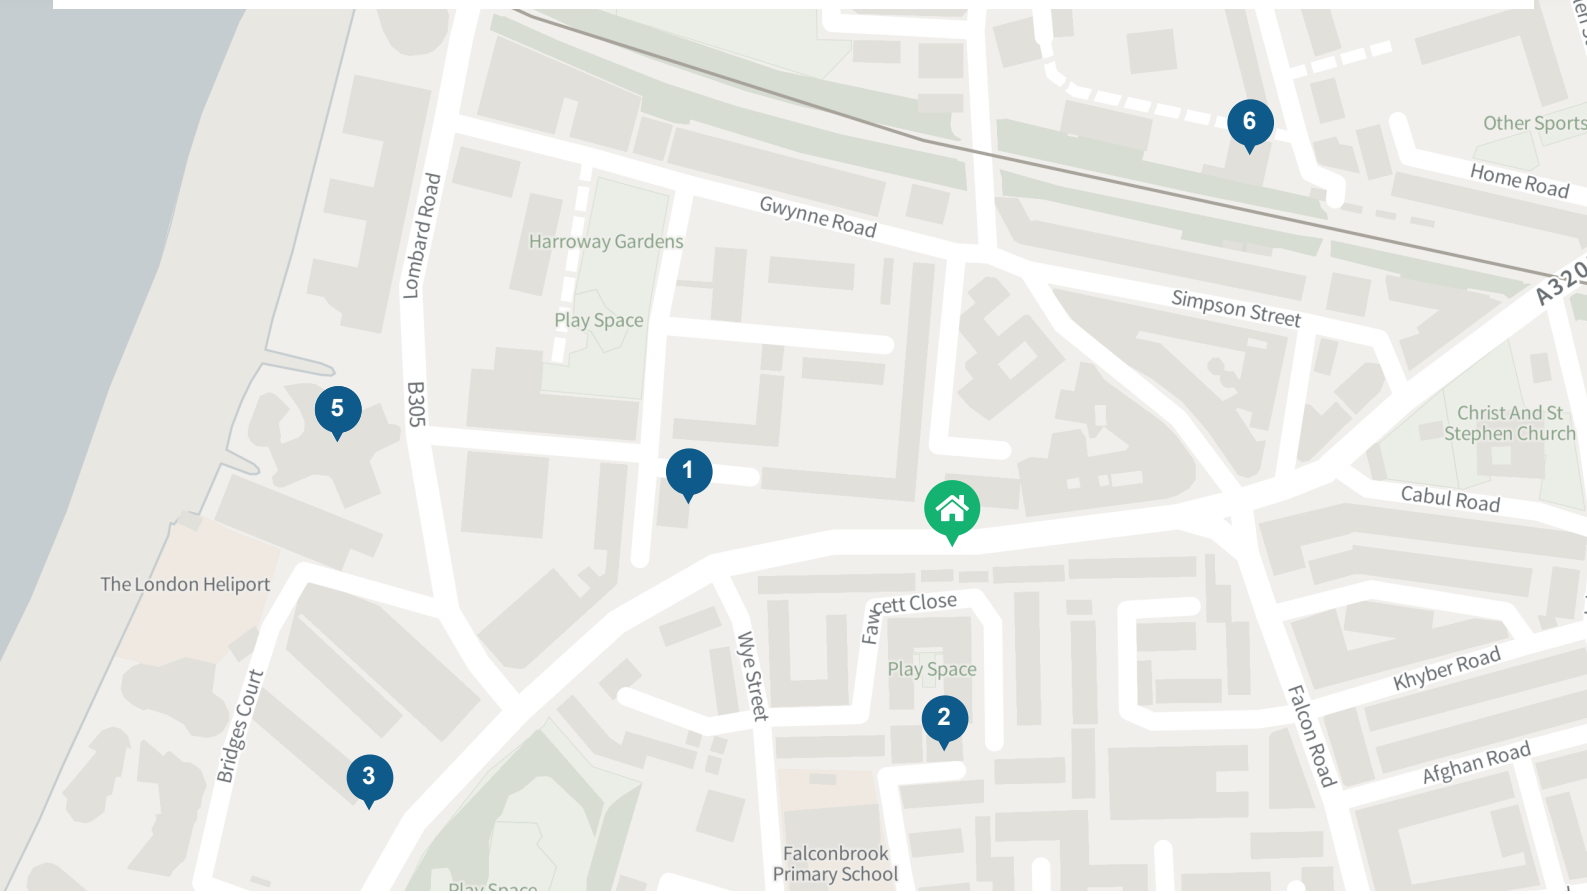 6
Other Sports
Home Road
Lombard Road
Gwynne Road
Harroway Gardens
A320
Simpson Street
Play Space
B305
5
Christ And St
Stephen Church
1
Cabul Road
The London Heliport
Fawcett Close
Wye Street
Play Space
Khyber Road
Bridges Court
2
Falcon Road
3
Afghan Road
Falconbrook
Primary School
Play Space